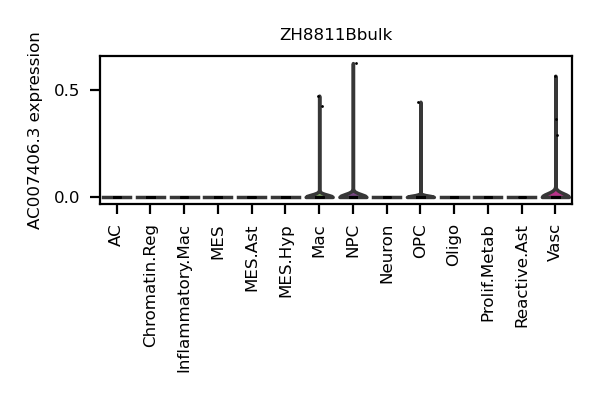 ZH8811Bbulk
AC007406.3 expression
0.5
0.0
AC
Chromatin.Reg
Inflammatory.Mac
MES
MES.Ast
MES.Hyp
Mac
NPC
Neuron
OPC
Oligo
Prolif.Metab
Reactive.Ast
Vasc